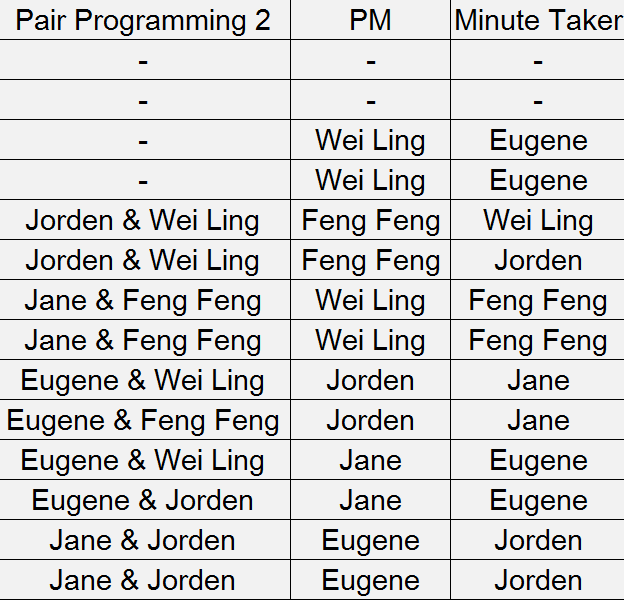 Pair Programming 2 PM Minute Taker
- - -
- - -
- Wei Ling Eugene
- Wei Ling Eugene
Jorden & Wei Ling Feng Feng Wei Ling
Jorden & Wei Ling Feng Feng Jorden
Jane & Feng Feng Wei Ling Feng Feng
Jane & Feng Feng Wei Ling Feng Feng
Eugene & Wei Ling Jorden Jane
Eugene & Feng Feng Jorden Jane
Eugene & Wei Ling Jane Eugene
Eugene & Jorden Jane Eugene
Jane & Jorden Eugene Jorden
Jane & Jorden Eugene Jorden